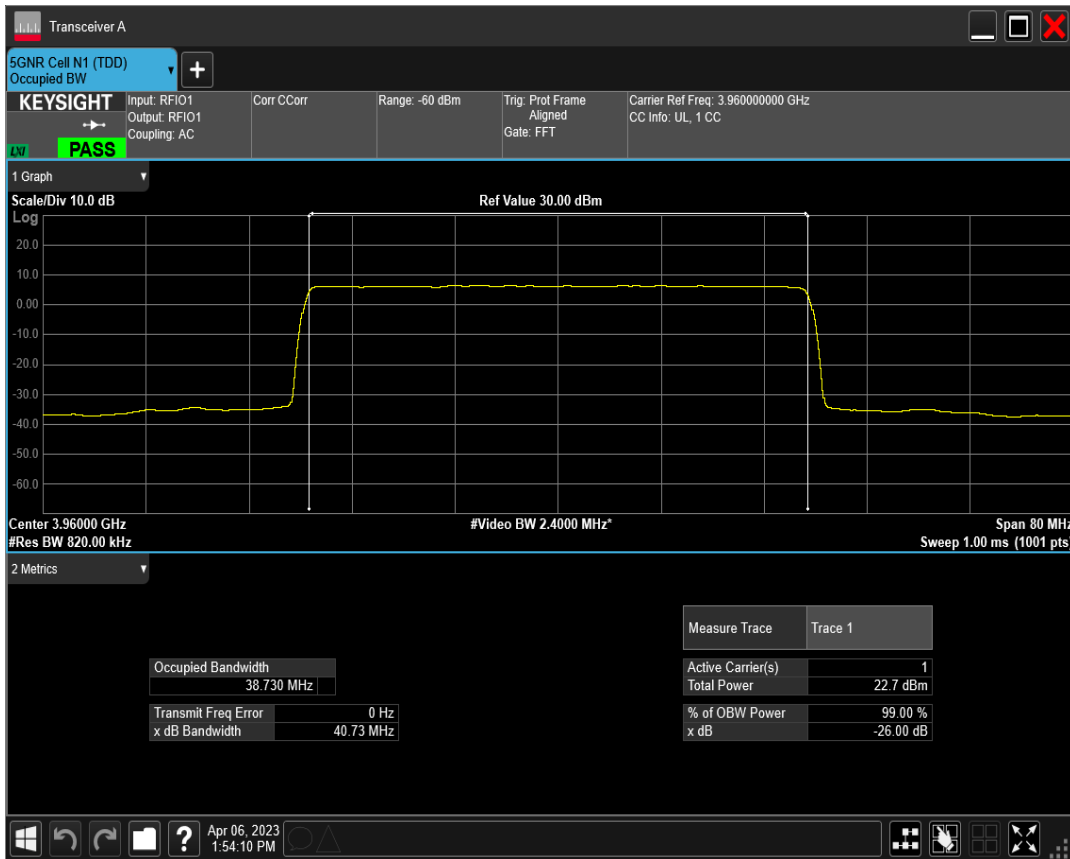 Transceiver A
5GNR Cell N1 (TDD)
Occupied BW
+
KEYSIGHT
LXI
PASS
Input: RFIO1
Output: RFIO1
Coupling: AC
Corr CCorr
Range: -60 dBm
Trig: Prot Frame
Aligned
Gate: FFT
Carrier Ref Freq: 3.960000000 GHz
CC Info: UL, 1 CC
1 Graph
Scale/Div 10.0 dB
Ref Value 30.00 dBm
Log
20.0
10.0
0.00
-10.0
-20.0
-30.0
-40.0
-50.0
-60.0
Center 3.96000 GHz
#Video BW 2.4000 MHz*
Span 80 MHz
#Res BW 820.00 kHz
Sweep 1.00 ms (1001 pts)
2 Metrics
Measure Trace Trace 1
Occupied Bandwidth
38.730 MHz
Transmit Freq Error 0 Hz
x dB Bandwidth 40.73 MHz
Active Carrier(s) 1
Total Power 22.7 dBm
% of OBW Power 99.00 %
x dB -26.00 dB
?
Apr 06, 2023
1:54:10 PM